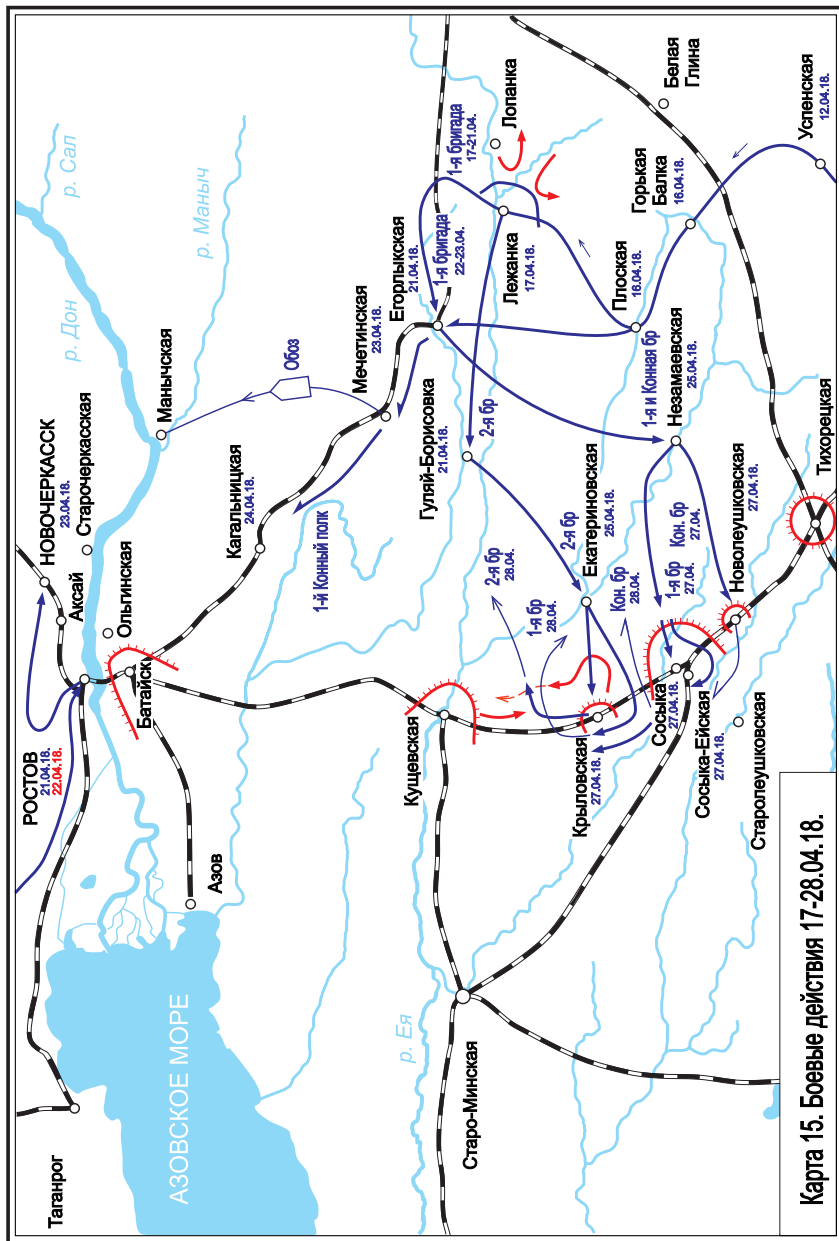 Таганрог
АЗОВСКОЕ МОРЕ
Азов
РОСТОВ
21.04.18.
22.04.18.
Батайск
Аксай
НОВОЧЕРКАССК
23.04.18.
Ольгинская
Старочеркасская
Манычская
р. Дон
р. Сал
р. Маныч
Обоз
Кагальницкая
24.04.18.
1-й Конный полк
Мечетинская
23.04.18.
Егорлыкская
21.04.18.
1-я бригада
22-23.04.
1-я бригада
17-21.04.
Лопанка
Лежанка
17.04.18.
Гуляй-Борисовка
21.04.18.
2-я бр
Белая
Глина
Горькая
Балка
16.04.18.
Успенская
12.04.18.
Плоская
16.04.18.
1-я и Конная бр
Незамаевская
25.04.18.
2-я бр
Екатериновская
25.04.18.
2-я бр
28.04.
1-я бр
28.04.
Кон. бр
28.04.
1-я бр
27.04.
Кон. бр
27.04.
Новолеушковская
27.04.18.
Тихорецкая
Кущевская
Крыловская
27.04.18.
Сосыка
27.04.18.
Сосыка-Ейская
27.04.18.
Старолеушковская
р. Ея
Старо-Минская
Карта 15. Боевые действия 17-28.04.18.